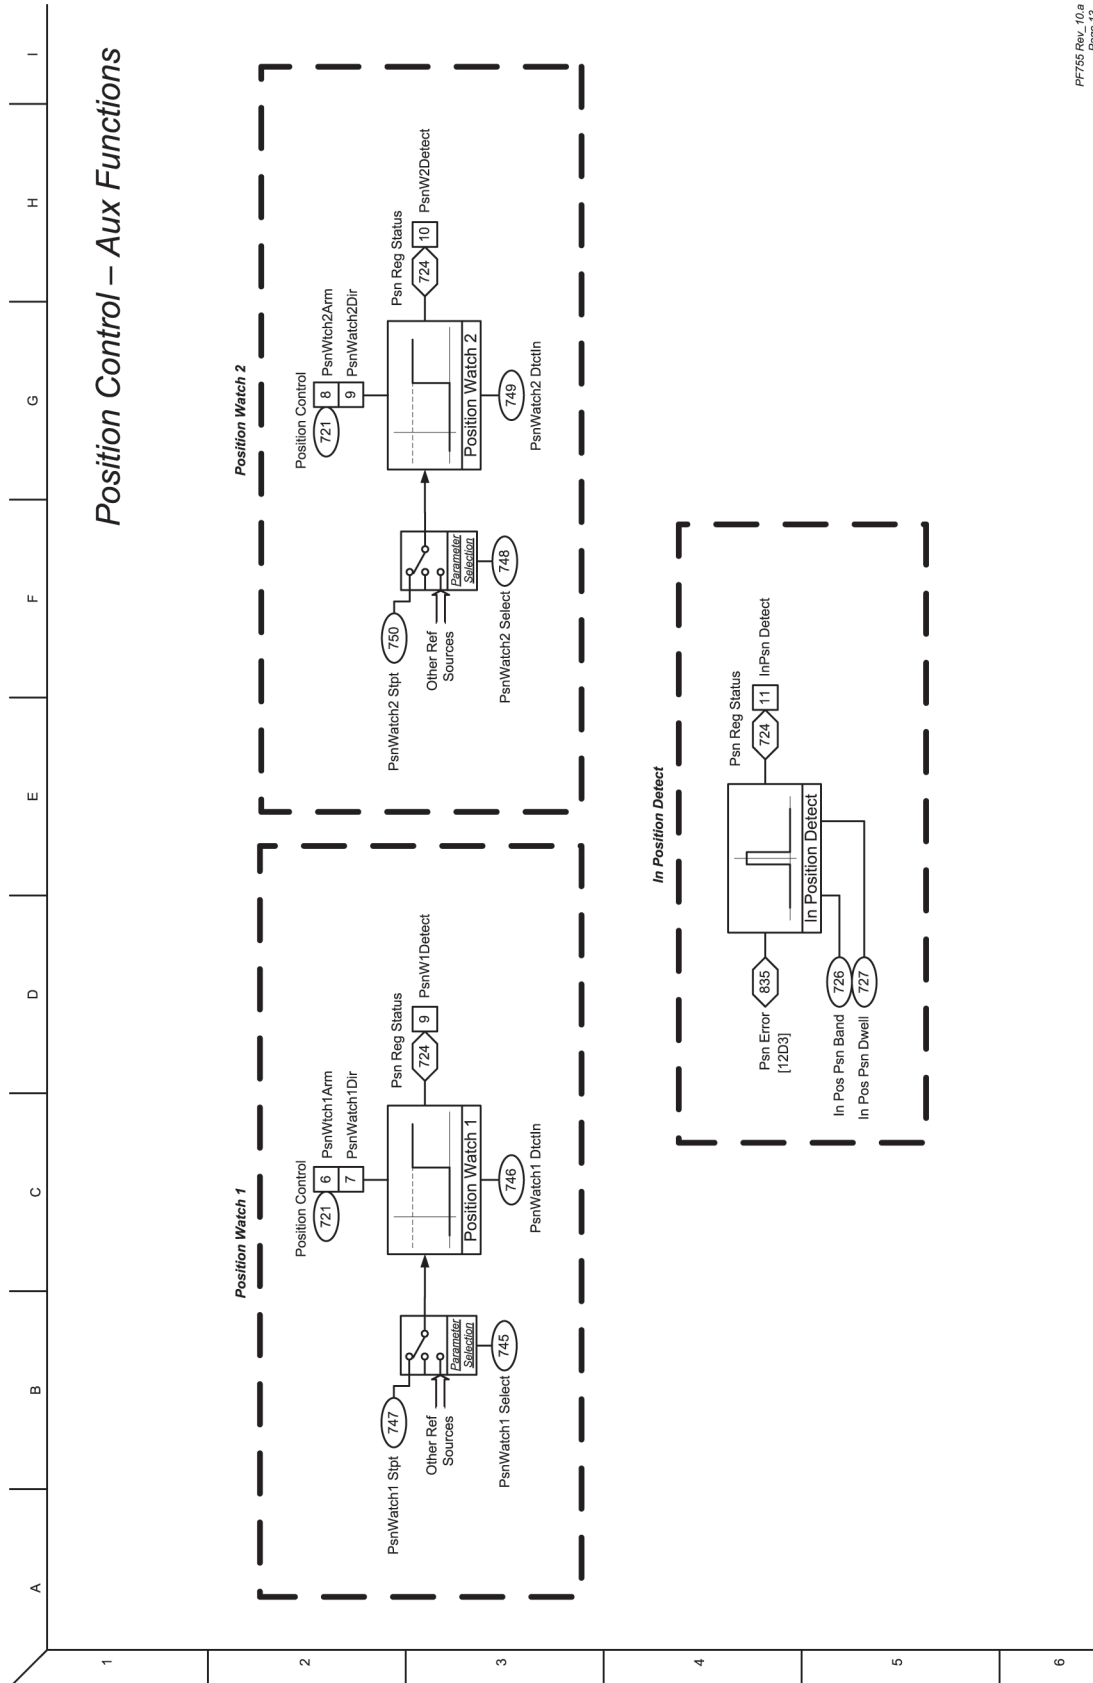 A
B
C
D
E
F
G
H
I
1
2
3
4
5
6
Position Control – Aux Functions
Position Watch 1
Position Control
721
6
PsnWtch1Arm
7
PsnWatch1Dir
PsnWatch1 Stpt
747
Other Ref
Sources
Parameter
Selection
PsnWatch1 Select
745
Position Watch 1
746
PsnWatch1 DtctIn
Psn Reg Status
724
9
PsnW1Detect
Position Watch 2
Position Control
721
8
PsnWtch2Arm
9
PsnWatch2Dir
PsnWatch2 Stpt
750
Other Ref
Sources
Parameter
Selection
PsnWatch2 Select
748
Position Watch 2
749
PsnWatch2 DtctIn
Psn Reg Status
724
10
PsnW2Detect
In Position Detect
Psn Error
[12D3]
835
In Position Detect
Psn Reg Status
724
11
InPsn Detect
In Pos Psn Band
726
In Pos Psn Dwell
727
PF755 Rev_10.a
Page 13